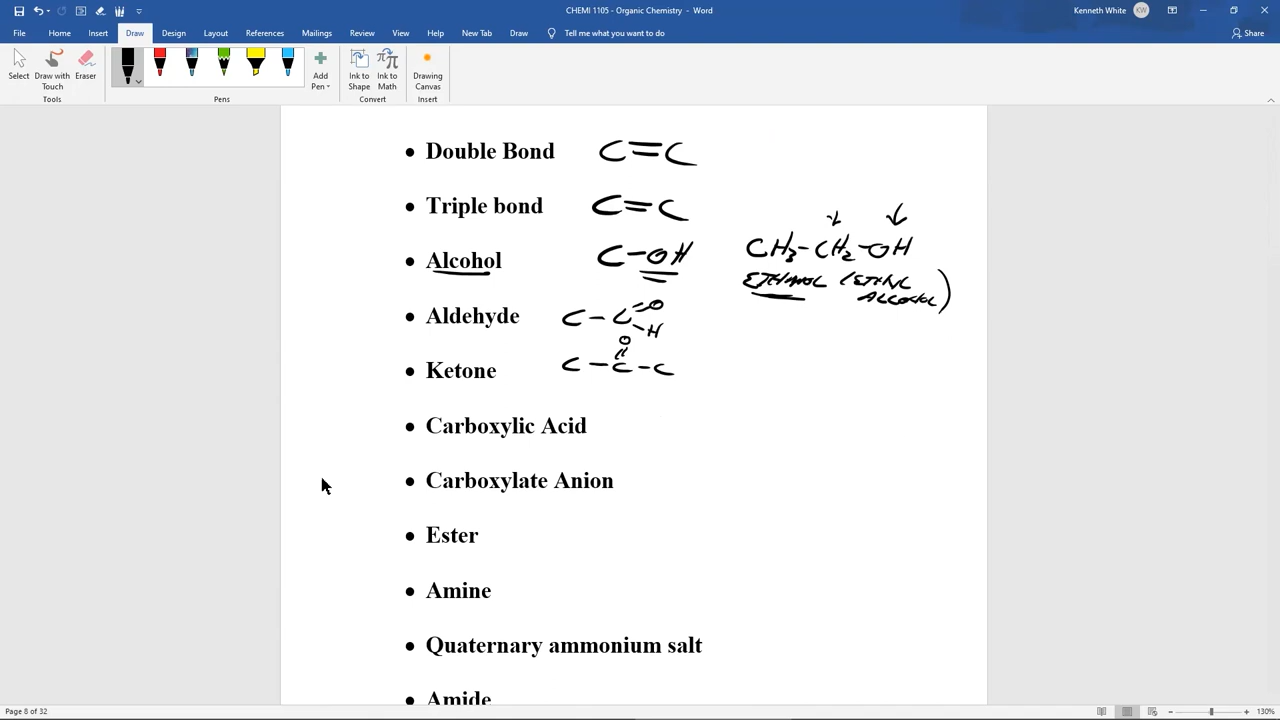 CHEMI 1105 - Organic Chemistry - Word
Kenneth White KW
File Home Insert Draw Design Layout References Mailings Review View Help New Tab Draw Tell me what you want to do Share
Select Draw with Touch Eraser Add Pen Ink to Shape Ink to Math Drawing Canvas
Tools Pens Convert Insert
• Double Bond C=C
• Triple bond C=C
• Alcohol C-OH CH3-CH2-OH
ETHANOL (ETHYL ALCOHOL)
• Aldehyde C-C=O
-H
O
• Ketone C-C-C
• Carboxylic Acid
• Carboxylate Anion
• Ester
• Amine
• Quaternary ammonium salt
• Amide
Page 8 of 32 130%